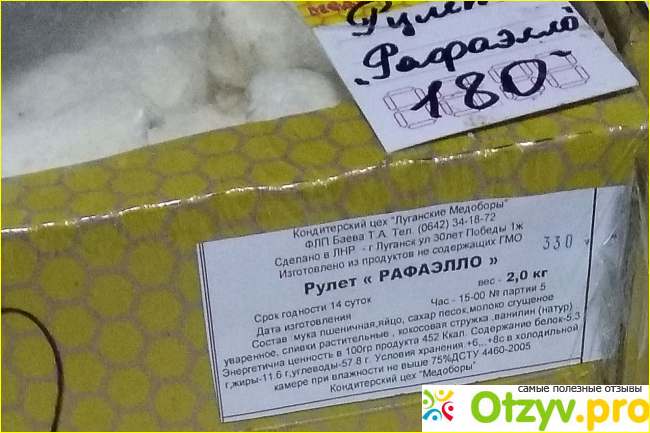 Рулет
„Рафаэлло"
180
Кондитерский цех "Луганские Медоборы"
ФЛП Баева Т.А. Тел. (0642) 34-18-72
Сделано в ЛНР - г Луганск ул 30лет Победы 1ж
Изготовлено из продуктов не содержащих ГМО
330
Рулет « РАФАЭЛЛО »
вес - 2,0 кг
Срок годности 14 суток
Час - 15-00 № партии 5
Дата изготовления
Состав :мука пшеничная,яйцо, сахар песок,молоко сгущеное
уваренное, сливки растительные , кокосовая стружка ,ванилин (натур) .
Энергетична ценность в 100гр продукта 452 Ккал. Содержание белок-5.3
г,жиры-11.6 г,углеводы-57.8 г. Условия хранения +6...+8с в холодильной
камере при влажности не выше 75%ДСТУ 4460-2005
Кондитерский цех "Медоборы"
самые полезные отзывы
Otzyv.pro